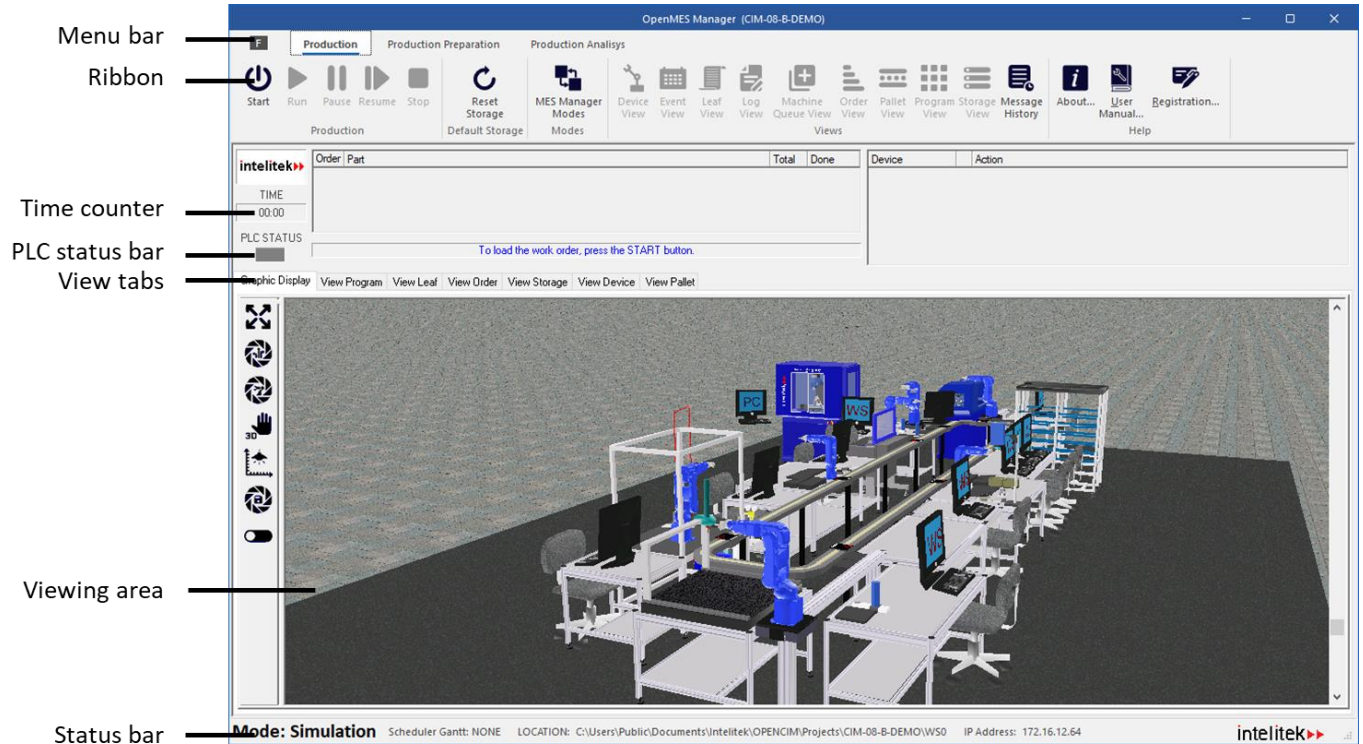 OpenMES Manager (CIM-08-B-DEMO)
Menu bar
F Production Production Preparation Production Analisys
Ribbon
Start Run Pause Resume Stop
Reset Storage
MES Manager Modes
Device View
Event View
Leaf View
Log View
Machine Queue View
Order View
Pallet View
Program View
Storage View
Message History
About...
User Manual...
Registration...
Production Default Storage Modes Views Help
intelitek
Order Part Total Done Device Action
TIME
Time counter
00:00
PLC STATUS
PLC status bar
To load the work order, press the START button.
View tabs
Graphic Display View Program View Leaf View Order View Storage View Device View Pallet
3D
PC
WS
WS
WS
Viewing area
Status bar
Mode: Simulation Scheduler Gantt: NONE LOCATION: C:\Users\Public\Documents\Intelitek\OPENCIM\Projects\CIM-08-B-DEMO\WS0 IP Address: 172.16.12.64 intelitek